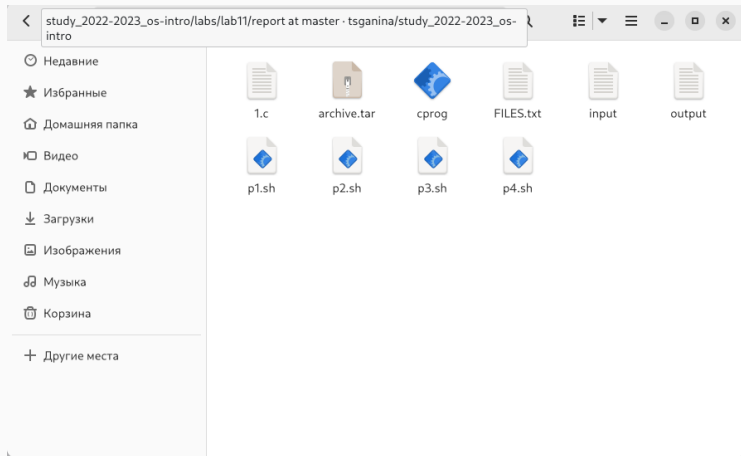 study_2022-2023_os-intro/labs/lab11/report at master · tsganina/study_2022-2023_os-
intro
Недавние
Избранные
Домашняя папка
Видео
Документы
Загрузки
Изображения
Музыка
Корзина
Другие места
1.c
archive.tar
cprog
FILES.txt
input
output
p1.sh
p2.sh
p3.sh
p4.sh